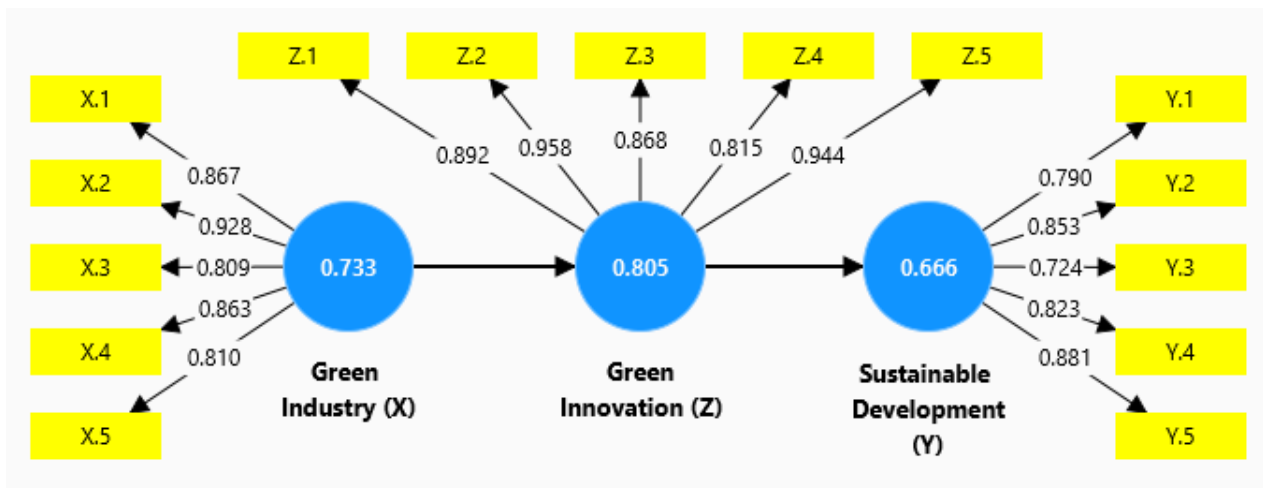 Z.1
Z.2
Z.3
Z.4
Z.5
X.1
X.2
X.3
X.4
X.5
0.867
0.928
0.809
0.863
0.810
0.892
0.958
0.868
0.815
0.944
0.733
0.805
0.666
0.790
0.853
0.724
0.823
0.881
Y.1
Y.2
Y.3
Y.4
Y.5
Green
Industry (X)
Green
Innovation (Z)
Sustainable
Development
(Y)